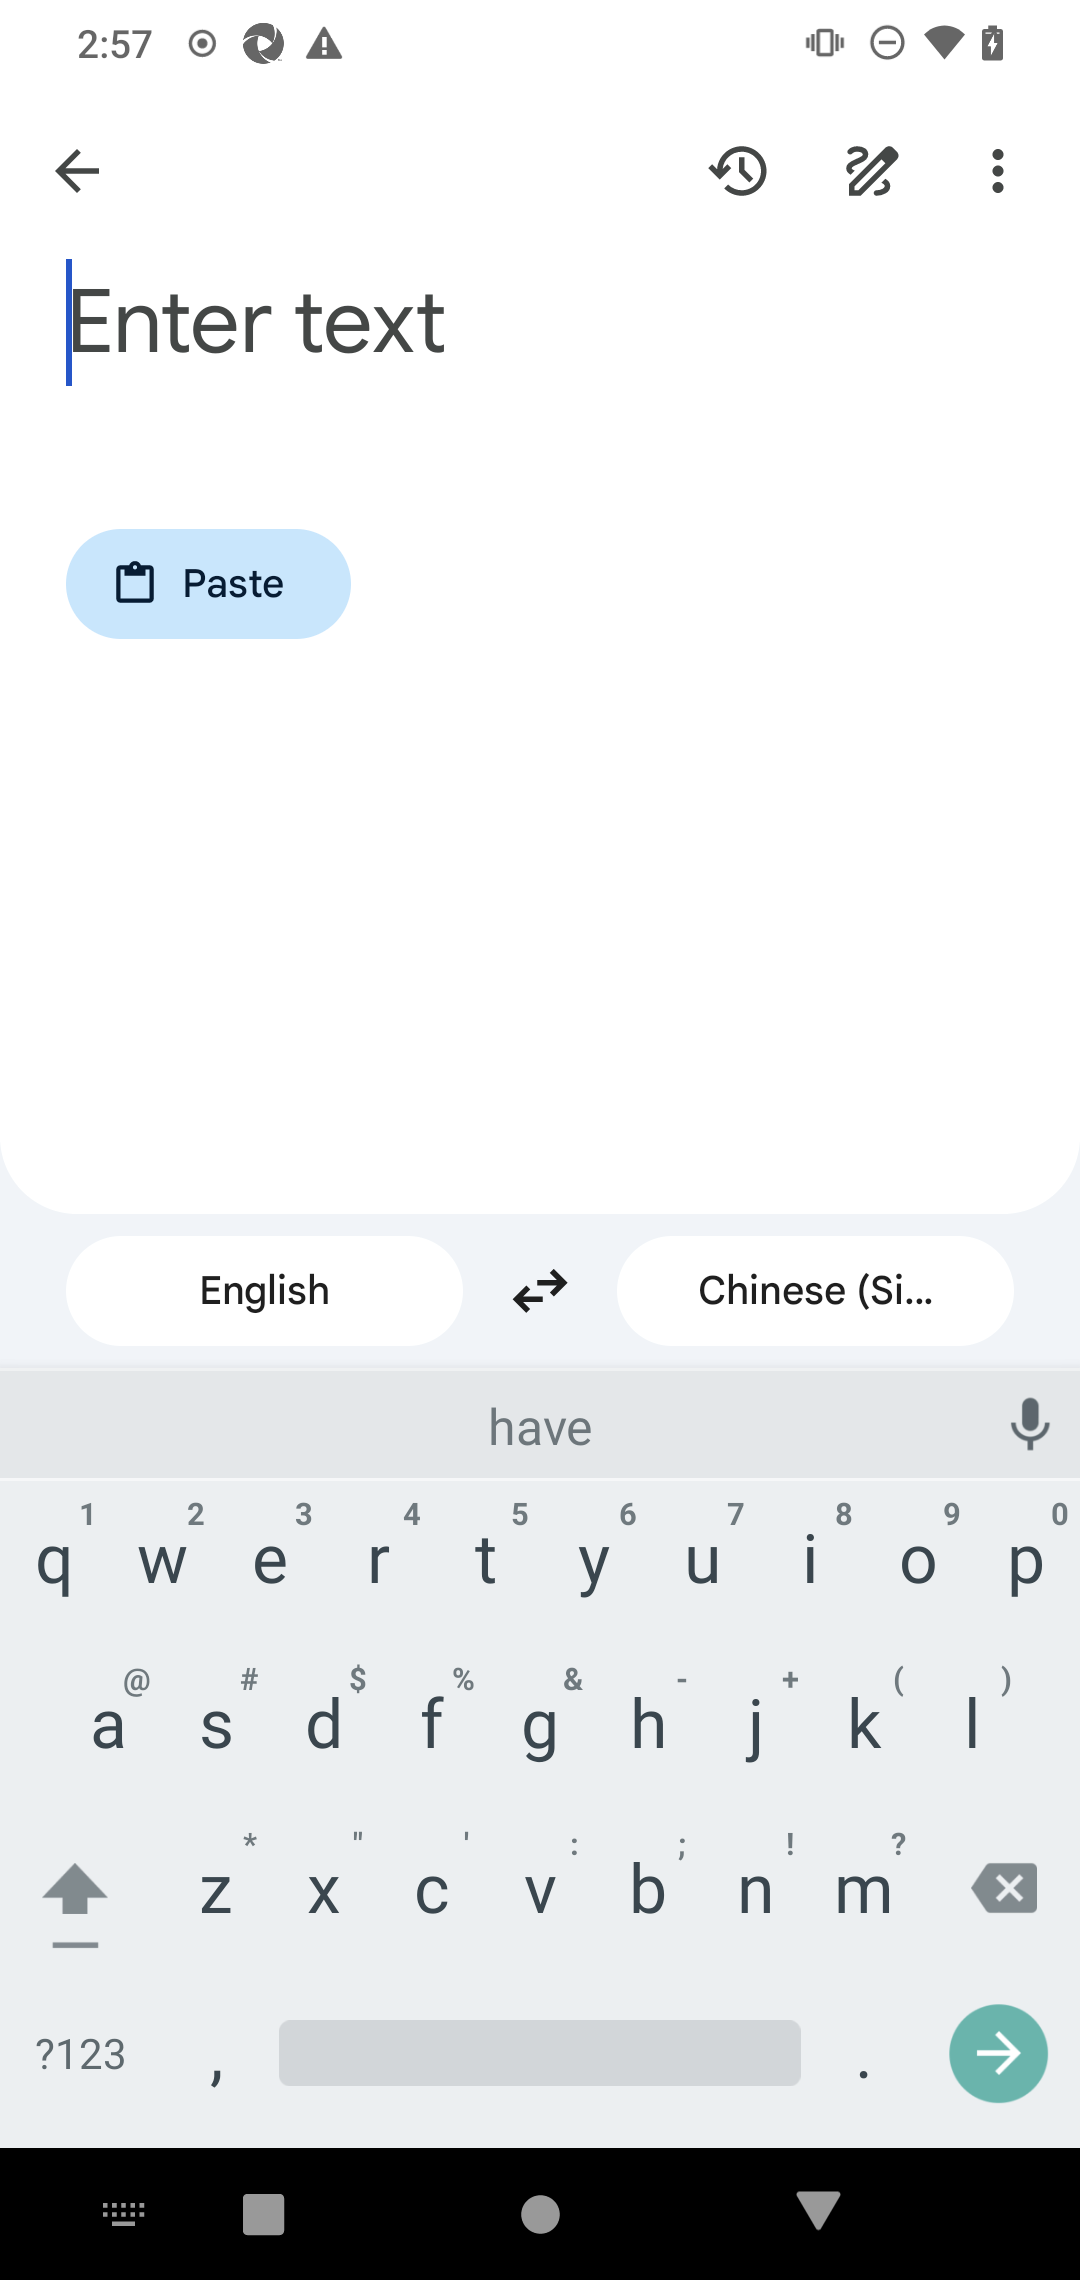 2:57
Enter text
Paste
English
Chinese (Si...
have
1 2 3 4 5 6 7 8 9 0
q w e r t y u i o p
@ # $ % & - + ( )
a s d f g h j k l
* " ' : ; ! ?
z x c v b n m
?123 , .